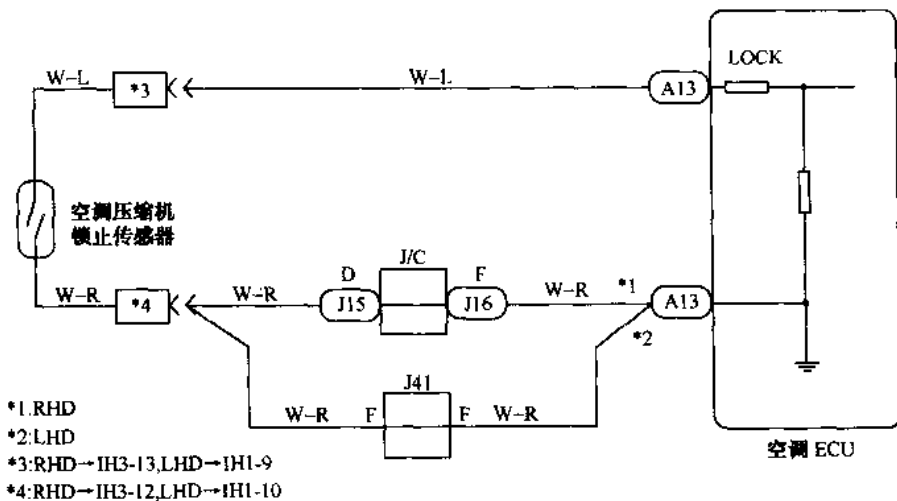 LOCK
W-L
*3
W-L
A13
空调压缩机
锁止传感器
D
J/C
F
W-R
*4
W-R
J15
J16
W-R
*1
A13
*2
J41
W-R
F
F
W-R
空调 ECU
*1:RHD
*2:LHD
*3:RHD→IH3-13,LHD→IH1-9
*4:RHD→IH3-12,LHD→IH1-10